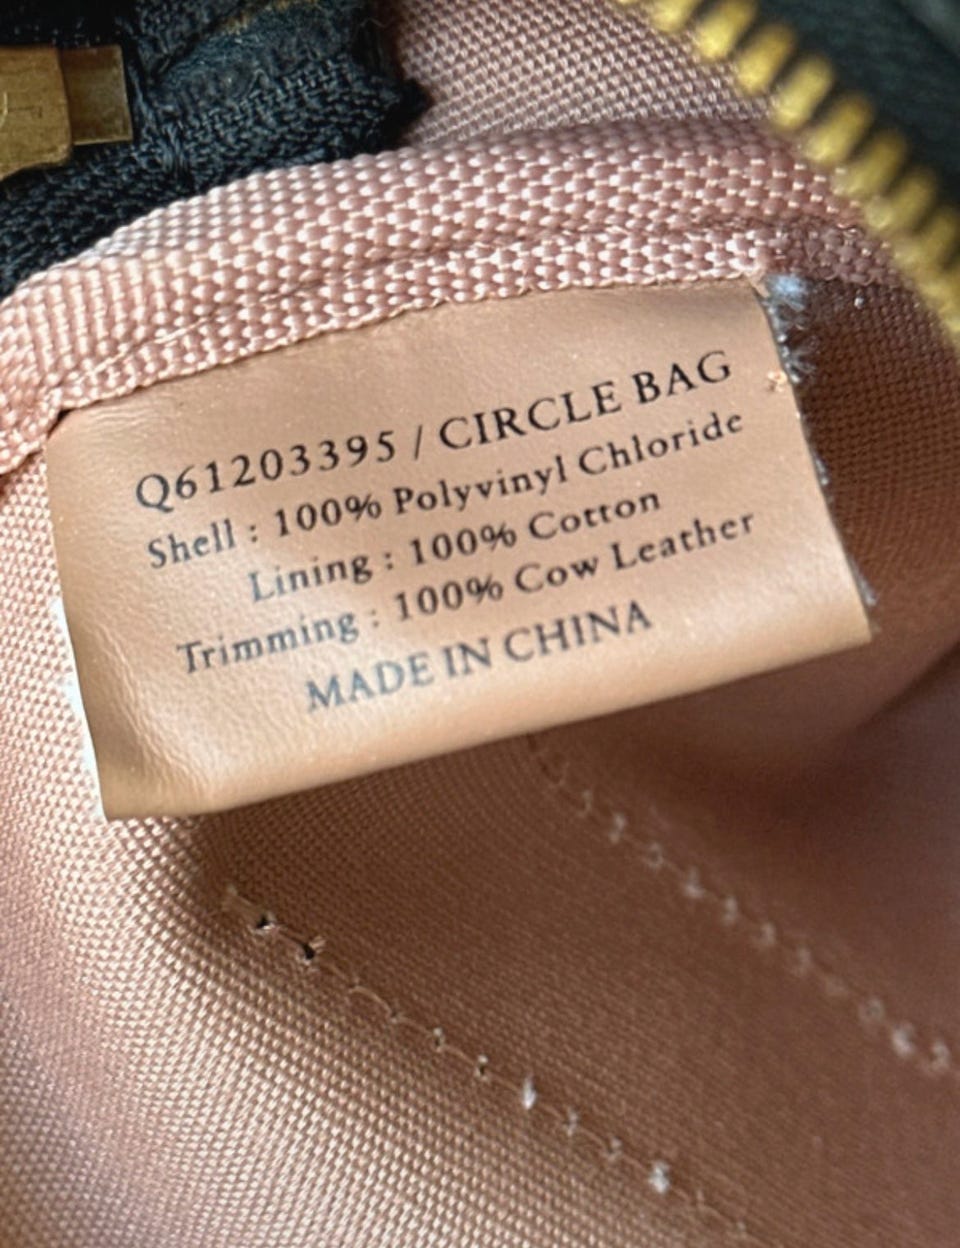 Q61203395 / CIRCLE BAG
Shell : 100% Polyvinyl Chloride
Lining : 100% Cotton
Trimming : 100% Cow Leather
MADE IN CHINA